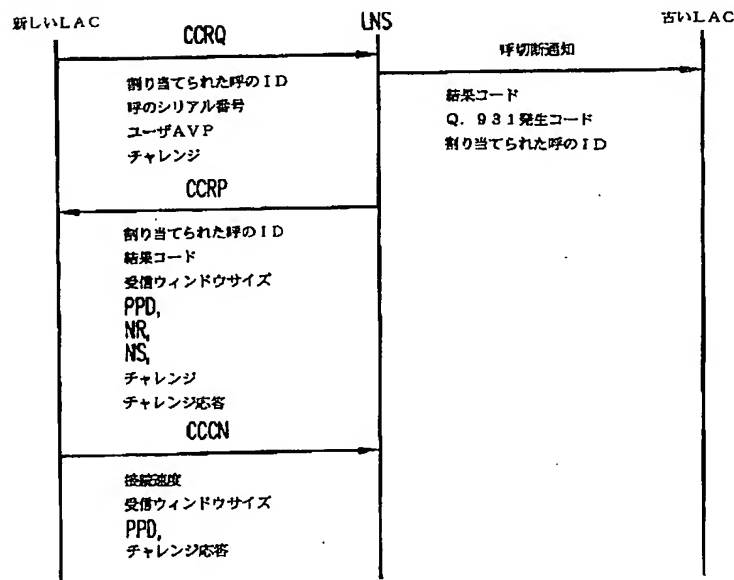 新しいLAC
LNS
古いLAC
CCRQ
割り当てられた呼のID
呼のシリアル番号
ユーザAVP
チャレンジ
呼切断通知
結果コード
Q. 931発生コード
割り当てられた呼のID
CCRP
割り当てられた呼のID
結果コード
受信ウィンドウサイズ
PPD,
NR,
NS,
チャレンジ
チャレンジ応答
CCCN
接続速度
受信ウィンドウサイズ
PPD,
チャレンジ応答